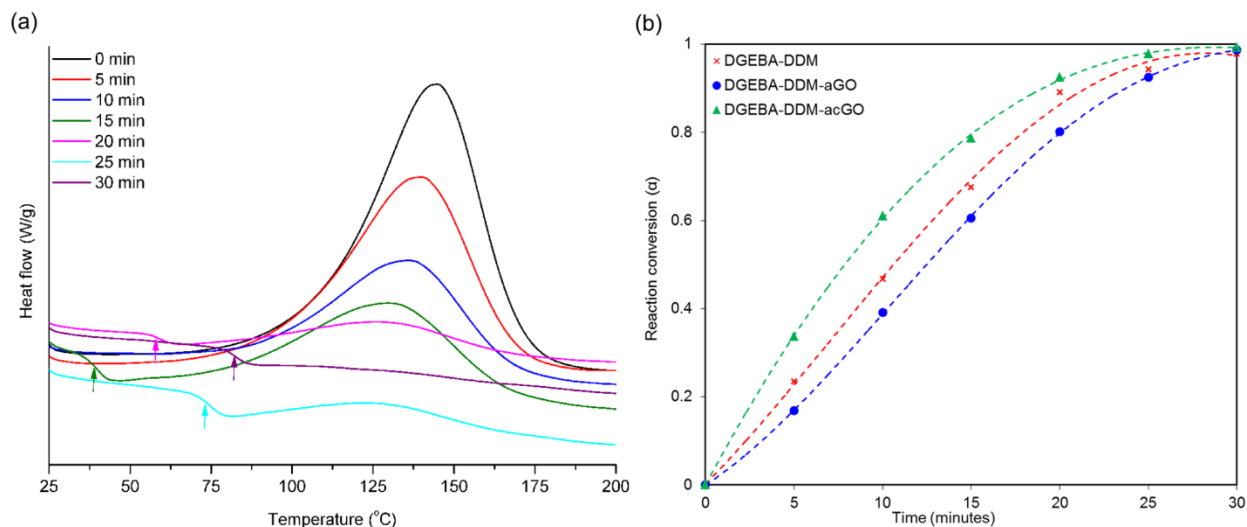 (a)
0 min
5 min
10 min
15 min
20 min
25 min
30 min
Heat flow (W/g)
25 50 75 100 125 150 175 200
Temperature (°C)
(b)
DGEBA-DDM
DGEBA-DDM-aGO
DGEBA-DDM-acGO
Reaction conversion (α)
1
0.8
0.6
0.4
0.2
0
0 5 10 15 20 25 30
Time (minutes)